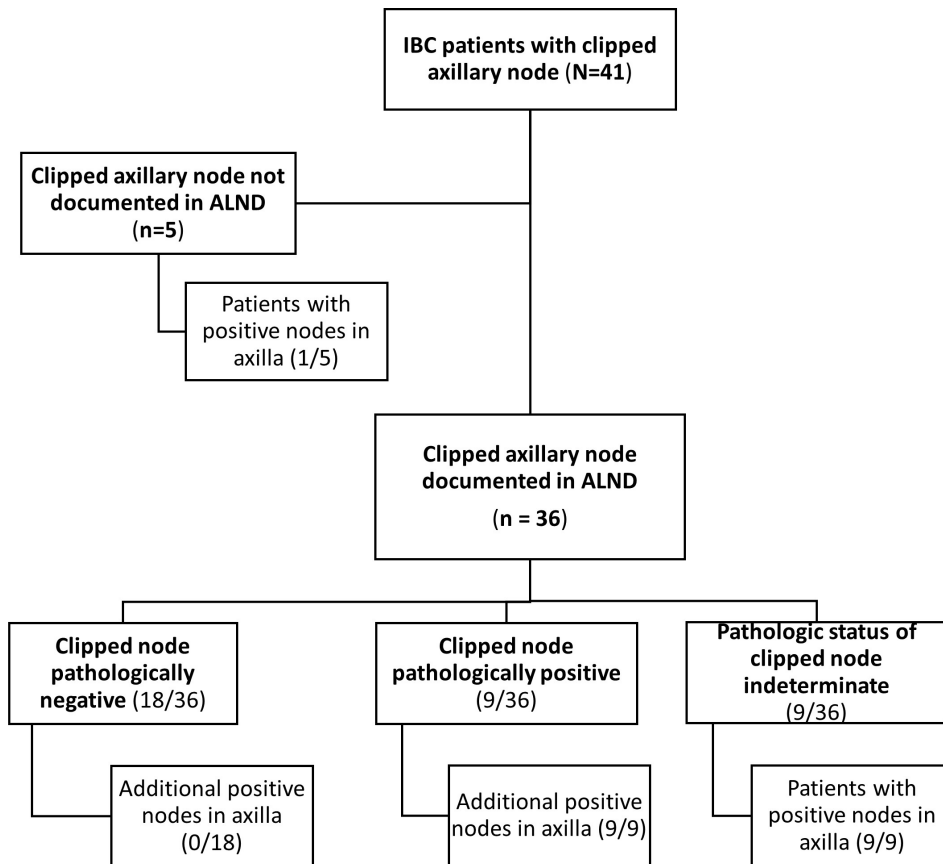 IBC patients with clipped
axillary node (N=41)
Clipped axillary node not
documented in ALND
(n=5)
Patients with
positive nodes in
axilla (1/5)
Clipped axillary node
documented in ALND
(n = 36)
Clipped node
pathologically
negative (18/36)
Additional positive
nodes in axilla
(0/18)
Clipped node
pathologically positive
(9/36)
Additional positive
nodes in axilla (9/9)
Pathologic status of
clipped node
indeterminate
(9/36)
Patients with
positive nodes in
axilla (9/9)